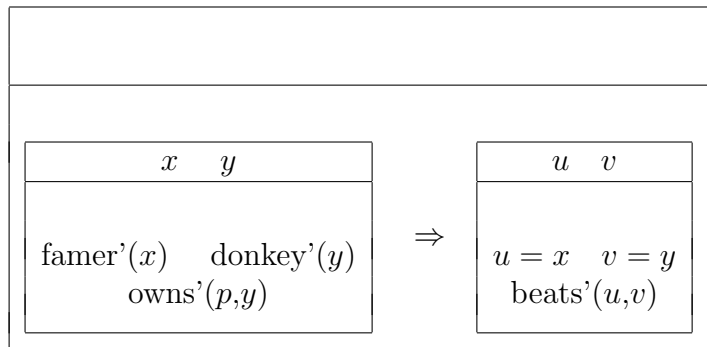 x y u v
famer’(x) donkey’(y) ⇒ u = x v = y
owns’(p,y) beats’(u,v)